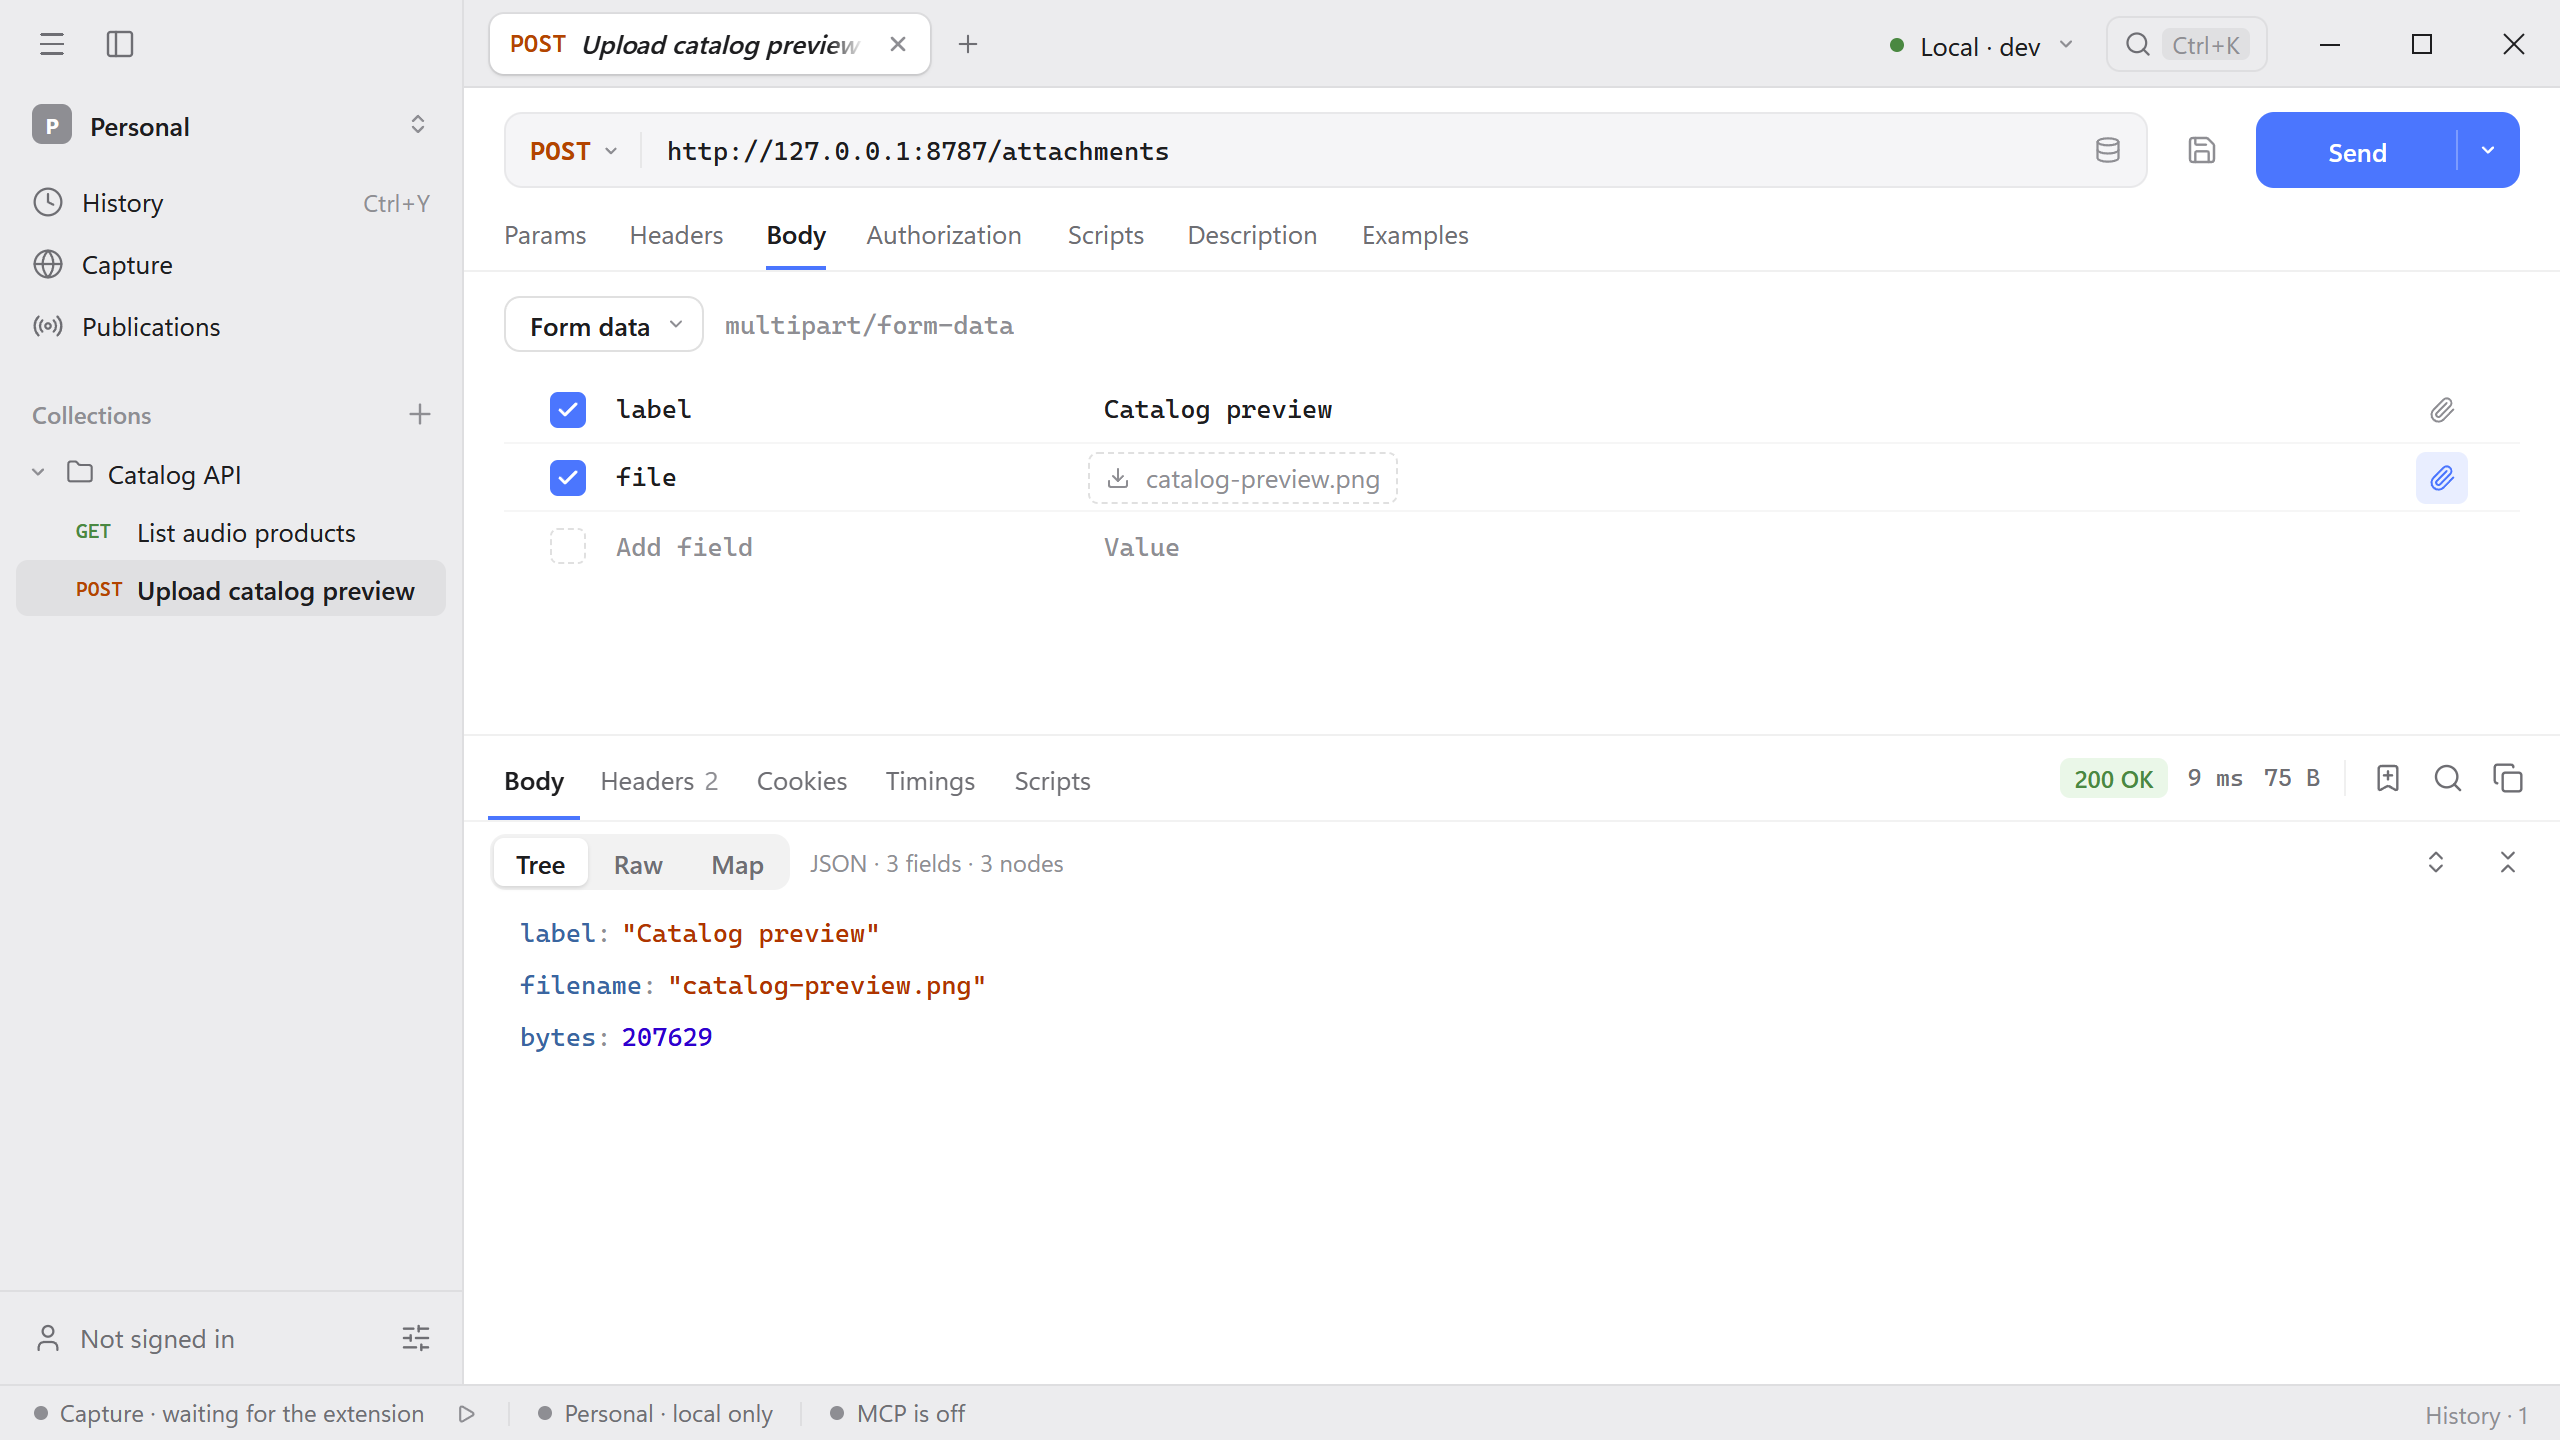 POST Upload catalog preview
Local · dev
Ctrl+K
P Personal
History Ctrl+Y
Capture
Publications
Collections
Catalog API
GET List audio products
POST Upload catalog preview
Not signed in
POST http://127.0.0.1:8787/attachments
Send
Params Headers Body Authorization Scripts Description Examples
Form data multipart/form-data
label Catalog preview
file catalog-preview.png
Add field Value
Body Headers 2 Cookies Timings Scripts
200 OK 9 ms 75 B
Tree Raw Map JSON · 3 fields · 3 nodes
label: "Catalog preview"
filename: "catalog-preview.png"
bytes: 207629
Capture · waiting for the extension Personal · local only MCP is off History · 1